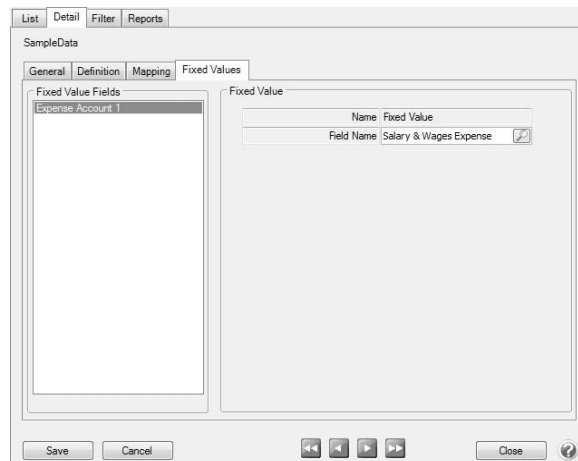 List Detail Filter Reports
SampleData
General Definition Mapping Fixed Values
Fixed Value Fields
Expense Account 1
Fixed Value
Name Fixed Value
Field Name Salary & Wages Expense
Save Cancel Close ?